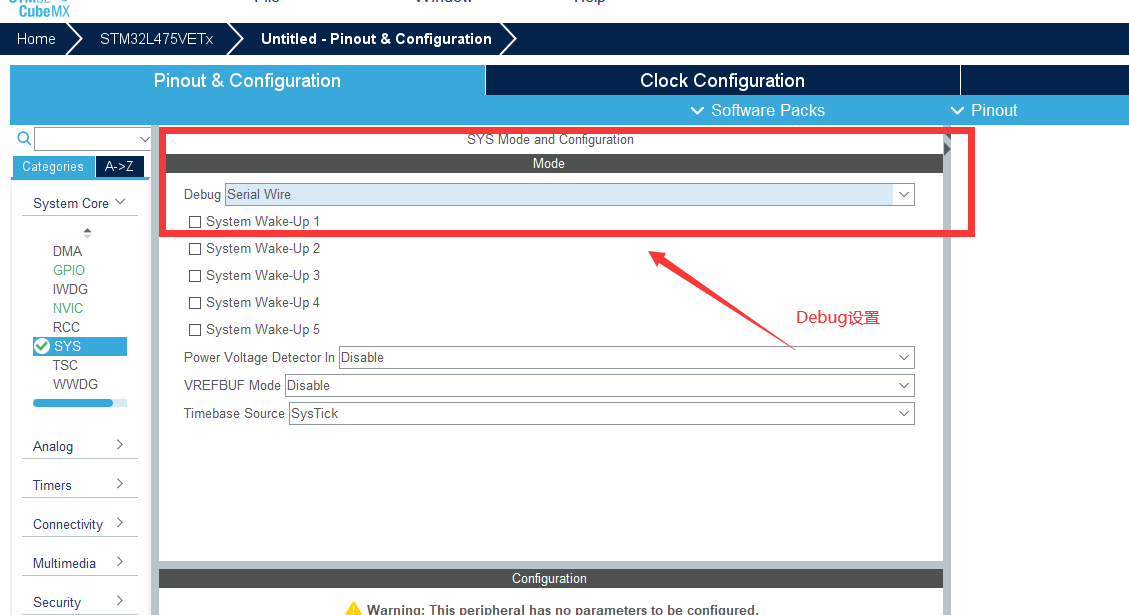 CubeMX
Home STM32L475VETx Untitled - Pinout & Configuration
Pinout & Configuration Clock Configuration
Software Packs Pinout
SYS Mode and Configuration
Categories A->Z
Mode
Debug Serial Wire
System Core
System Wake-Up 1
System Wake-Up 2
DMA
GPIO
System Wake-Up 3
IWDG
System Wake-Up 4
NVIC
Debug设置
RCC
System Wake-Up 5
SYS
Power Voltage Detector In Disable
TSC
WWDG
VREFBUF Mode Disable
Timebase Source SysTick
Analog
Timers
Connectivity
Multimedia
Configuration
Security
Warning: This peripheral has no parameters to be configured.